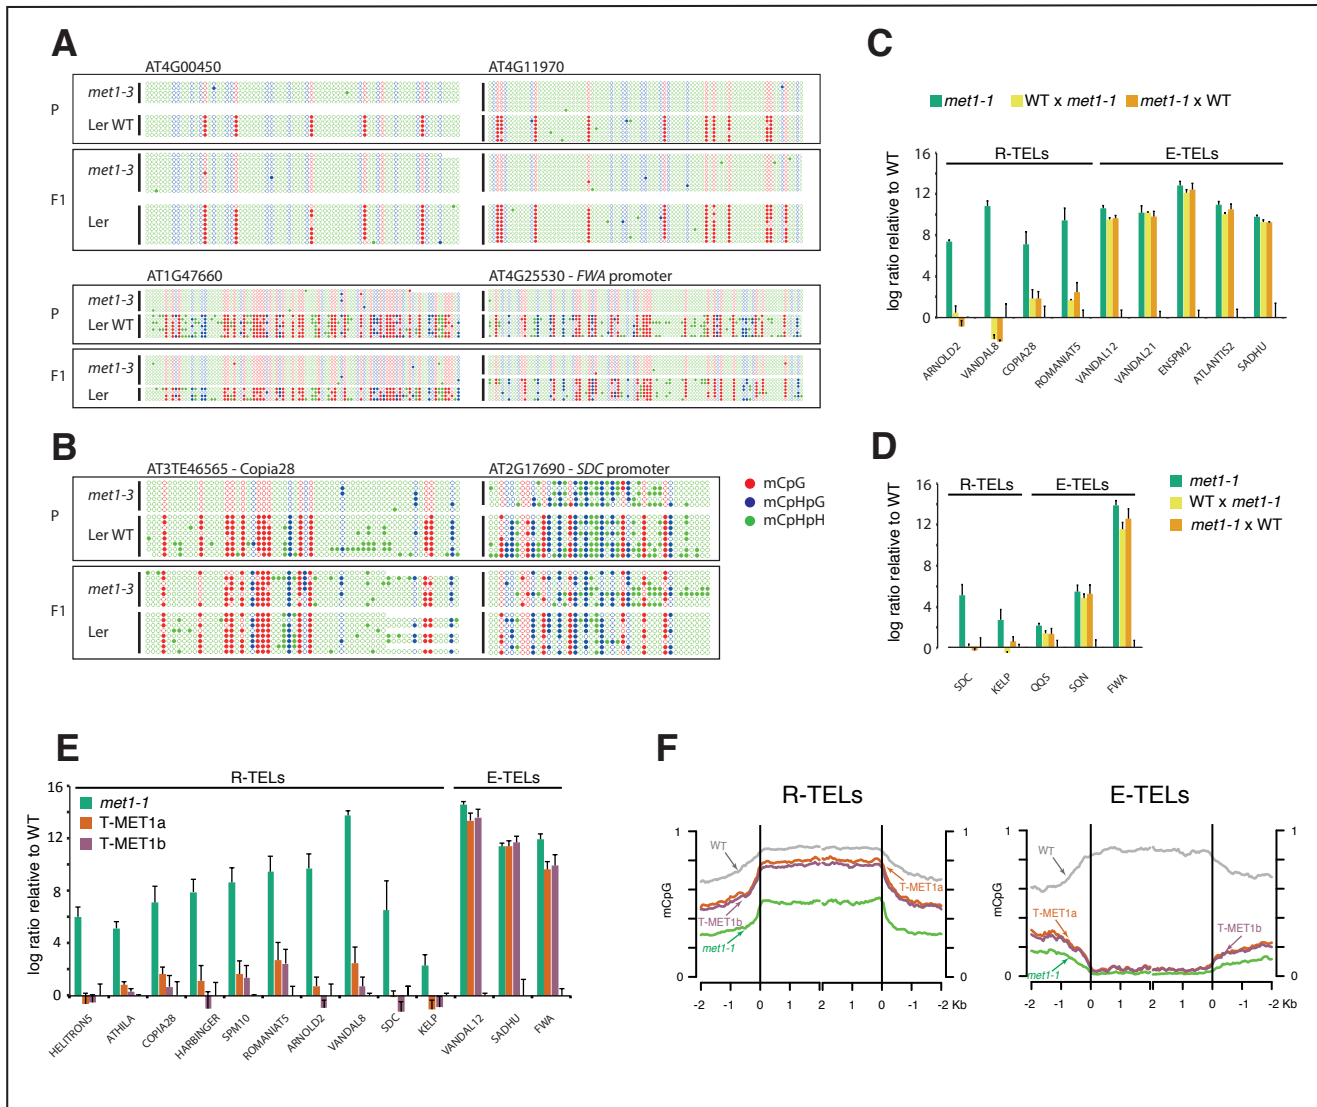 A
AT4G00450
AT4G11970
P
met1-3
Ler WT
F1
met1-3
Ler
AT1G47660
AT4G25530 - FWA promoter
P
met1-3
Ler WT
F1
met1-3
Ler
B
AT3TE46565 - Copia28
AT2G17690 - SDC promoter
P
met1-3
Ler WT
F1
met1-3
Ler
mCpG
mCpHpG
mCpHpH
C
met1-1
WT x met1-1
met1-1 x WT
R-TELs
E-TELs
log ratio relative to WT
16
12
8
4
0
ARNOLD2
VANDAL8
COPIA28
ROMANIAT5
VANDAL12
VANDAL21
ENSPM2
ATLANTIS2
SADHU
D
R-TELs
E-TELs
met1-1
WT x met1-1
met1-1 x WT
log ratio relative to WT
16
12
8
4
0
SDC
KELP
QQS
SQN
FWA
E
R-TELs
E-TELs
met1-1
T-MET1a
T-MET1b
log ratio relative to WT
16
12
8
4
0
HELITRON5
ATHILA
COPIA28
HARBINGER
SPM10
ROMANIAT5
ARNOLD2
VANDAL8
SDC
KELP
VANDAL12
SADHU
FWA
F
R-TELs
1
1
mCpG
WT
T-MET1a
T-MET1b
met1-1
0
0
-2
-1
0
1
2
1
0
-1
-2 Kb
E-TELs
1
1
mCpG
WT
T-MET1a
T-MET1b
met1-1
0
0
-2
-1
0
1
2
1
0
-1
-2 Kb